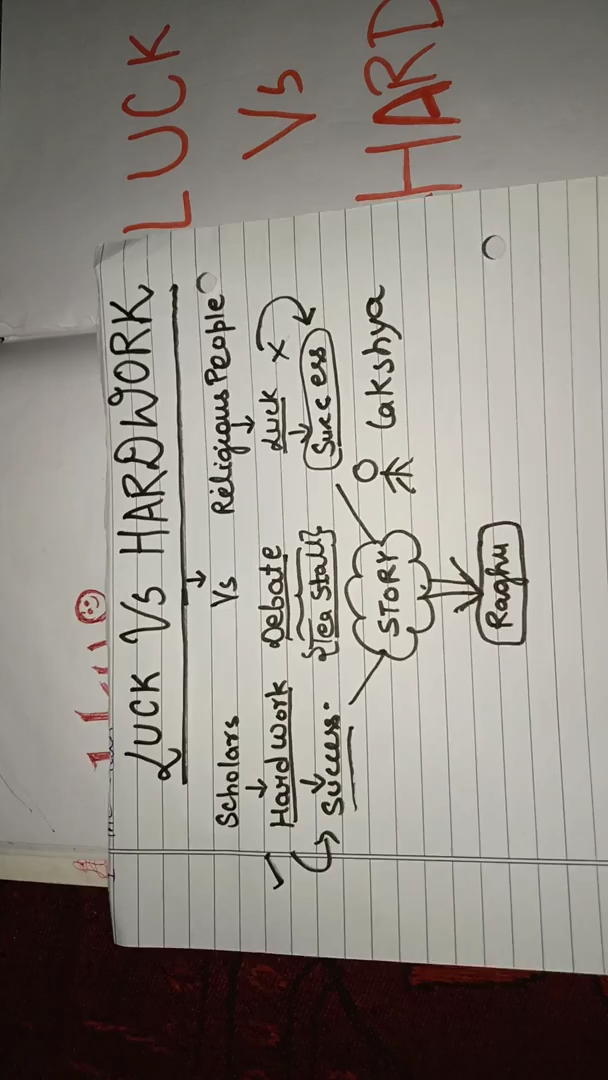 LUCK
Vs
HARD
LUCK Vs HARDWORK
Scholars Vs Religious People
Hardwork Debate Luck
Success. {Tea Stall} Success
STORY Lakshya
Raghu